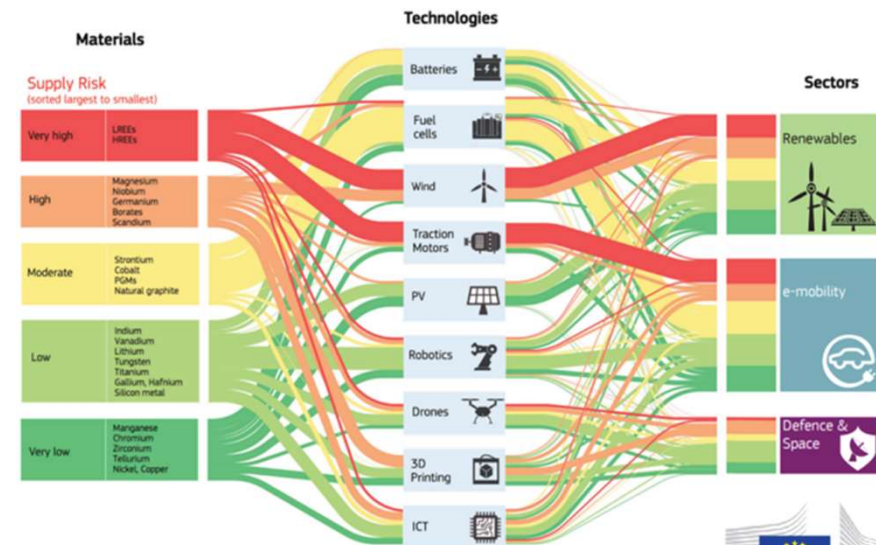 Technologies
Materials
Sectors
Supply Risk
(sorted largest to smallest)
Very high
LREEs
HREEs
High
Magnesium
Niobium
Germanium
Borates
Scandium
Moderate
Strontium
Cobalt
PGMs
Natural graphite
Low
Indium
Vanadium
Lithium
Tungsten
Titanium
Gallium, Hafnium
Silicon metal
Very low
Manganese
Chromium
Zirconium
Tellurium
Nickel, Copper
Batteries
Fuel
cells
Wind
Traction
Motors
PV
Robotics
Drones
3D
Printing
ICT
Renewables
e-mobility
Defence &
Space